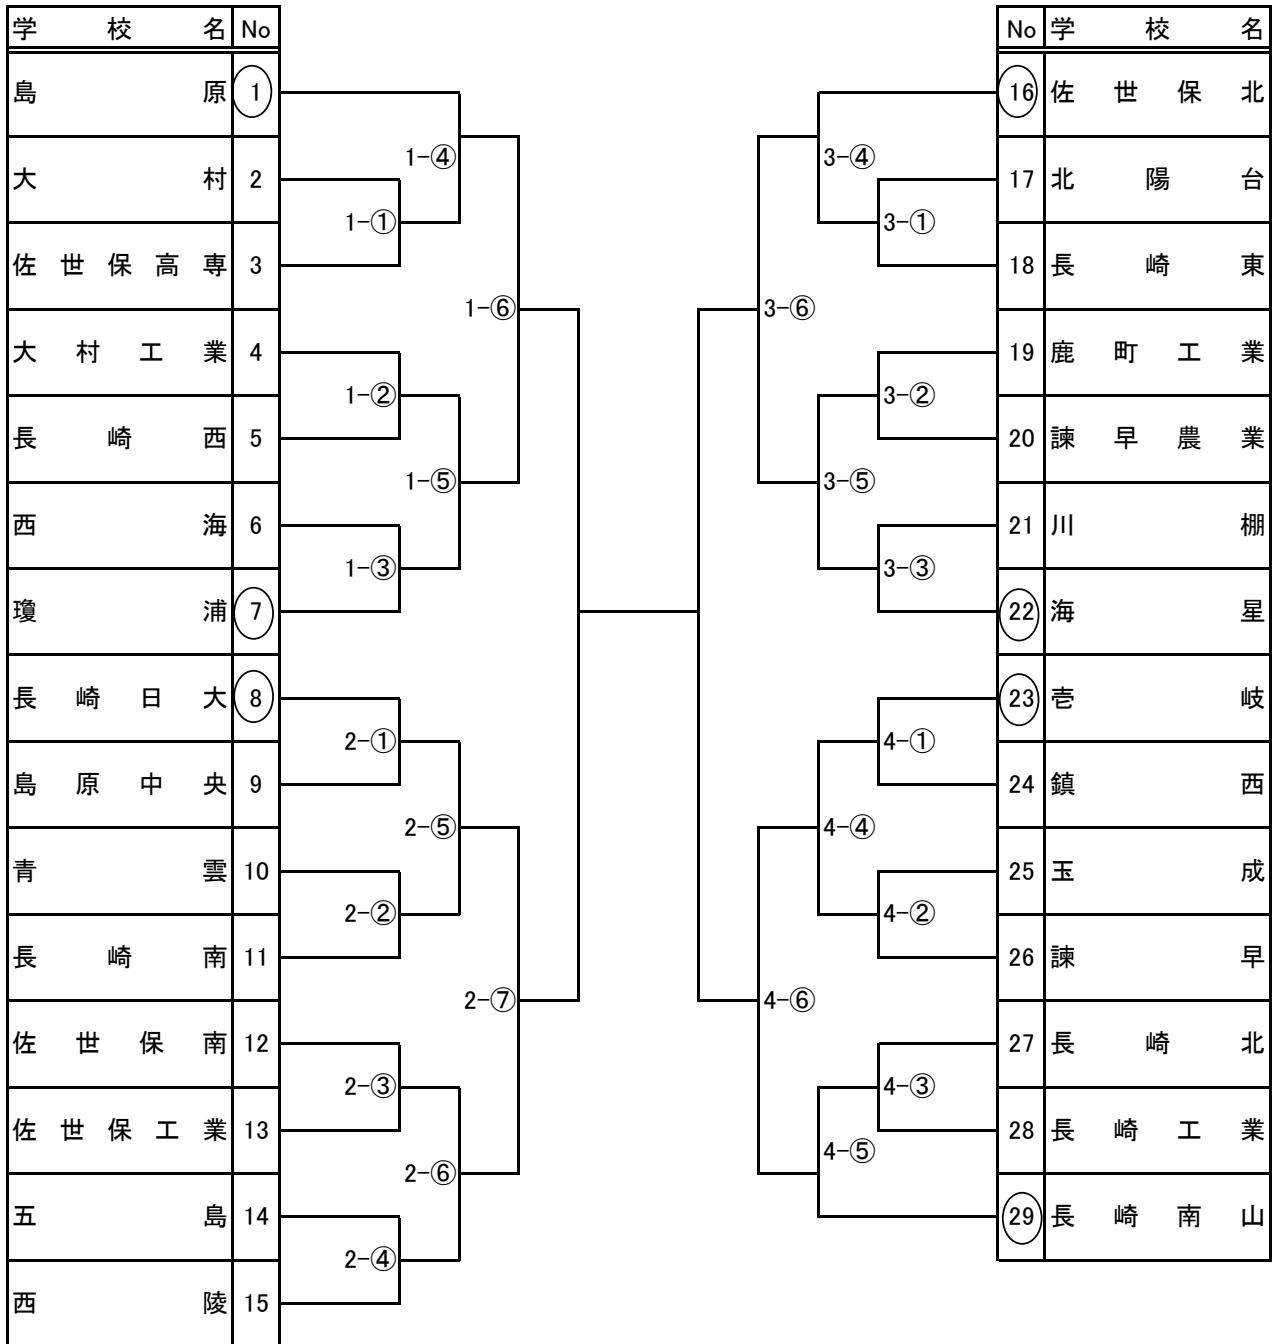 学校名 No
島原 1
1-④
大村 2
1-①
佐世保高専 3
1-⑥
大村工業 4
1-②
長崎西 5
1-⑤
西海 6
1-③
瓊浦 7
長崎日大 8
2-①
島原中央 9
2-⑤
青雲 10
2-②
長崎南 11
2-⑦
佐世保南 12
2-③
佐世保工業 13
2-⑥
五島 14
2-④
西陵 15
No 学校名
16 佐世保北
3-④
17 北陽台
3-①
18 長崎東
3-⑥
19 鹿町工業
3-②
20 諫早農業
3-⑤
21 川棚
3-③
22 海星
23 壱岐
4-①
24 鎮西
4-④
25 玉成
4-②
26 諫早
4-⑥
27 長崎北
4-③
28 長崎工業
4-⑤
29 長崎南山